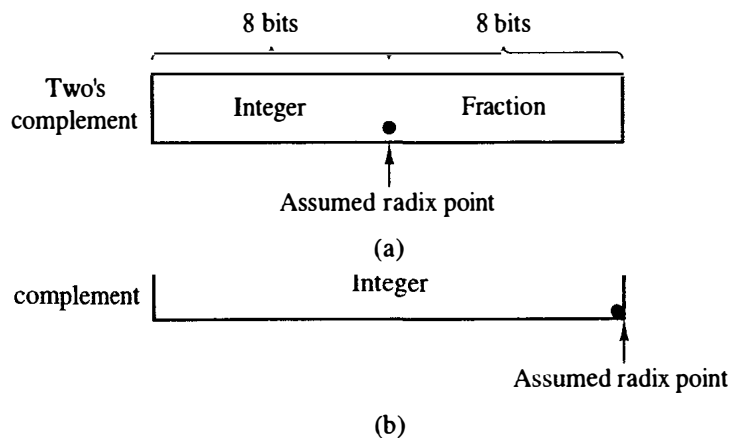 8 bits 8 bits
Two's
complement
Integer Fraction
Assumed radix point
(a)
Integer
complement
Assumed radix point
(b)